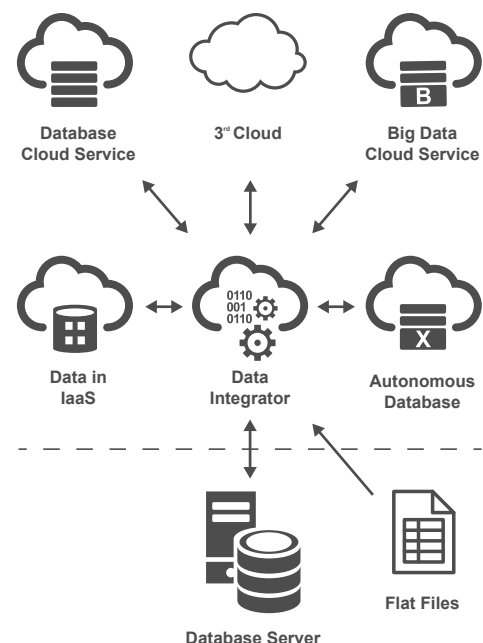 B
Database
Cloud Service
3rd Cloud
Big Data
Cloud Service
0110
001
0110
X
Data in
IaaS
Data
Integrator
Autonomous
Database
Flat Files
Database Server